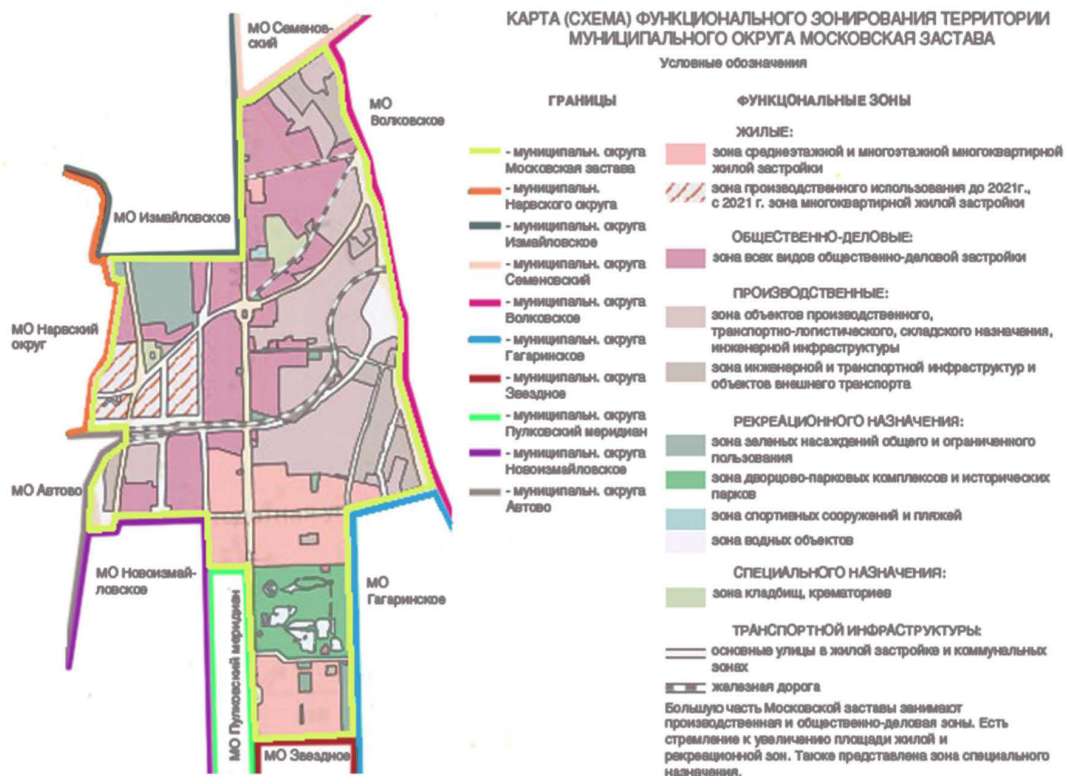 КАРТА (СХЕМА) ФУНКЦИОНАЛЬНОГО ЗОНИРОВАНИЯ ТЕРРИТОРИИ
МУНИЦИПАЛЬНОГО ОКРУГА МОСКОВСКАЯ ЗАСТАВА
Условные обозначения
МО Семенов-
ский
МО
Волковское
МО Измайловское
МО Нарвский
округ
МО Автово
МО Новоизмай-
ловское
МО Пулковский меридиан
МО
Гагаринское
МО Звездное
ГРАНИЦЫ
- муниципальн. округа
Московская застава
- муниципальн.
Нарвского округа
- муниципальн. округа
Измайловское
- муниципальн. округа
Семеновский
- муниципальн. округа
Волковское
- муниципальн. округа
Гагаринское
- муниципальн. округа
Звездное
- муниципальн. округа
Пулковский меридиан
- муниципальн. округа
Новоизмайловское
- муниципальн. округа
Автово
ФУНКЦОНАЛЬНЫЕ ЗОНЫ
ЖИЛЫЕ:
зона среднеэтажной и многоэтажной многоквартирной
жилой застройки
зона производственного использования до 2021г.,
с 2021 г. зона многоквартирной жилой застройки
ОБЩЕСТВЕННО-ДЕЛОВЫЕ:
зона всех видов общественно-деловой застройки
ПРОИЗВОДСТВЕННЫЕ:
зона объектов производственного,
транспортно-логистического, складского назначения,
инженерной инфраструктуры
зона инженерной и транспортной инфраструктур и
объектов внешнего транспорта
РЕКРЕАЦИОННОГО НАЗНАЧЕНИЯ:
зона зеленых насаждений общего и ограниченного
пользования
зона дворцово-парковых комплексов и исторических
парков
зона спортивных сооружений и пляжей
зона водных объектов
СПЕЦИАЛЬНОГО НАЗНАЧЕНИЯ:
зона кладбищ, крематориев
ТРАНСПОРТНОЙ ИНФРАСТРУКТУРЫ:
основные улицы в жилой застройке и коммунальных
зонах
железная дорога
Большую часть Московской заставы занимают
производственная и общественно-деловая зоны. Есть
стремление к увеличению площади жилой и
рекреационной зон. Также представлена зона специального
назначения.